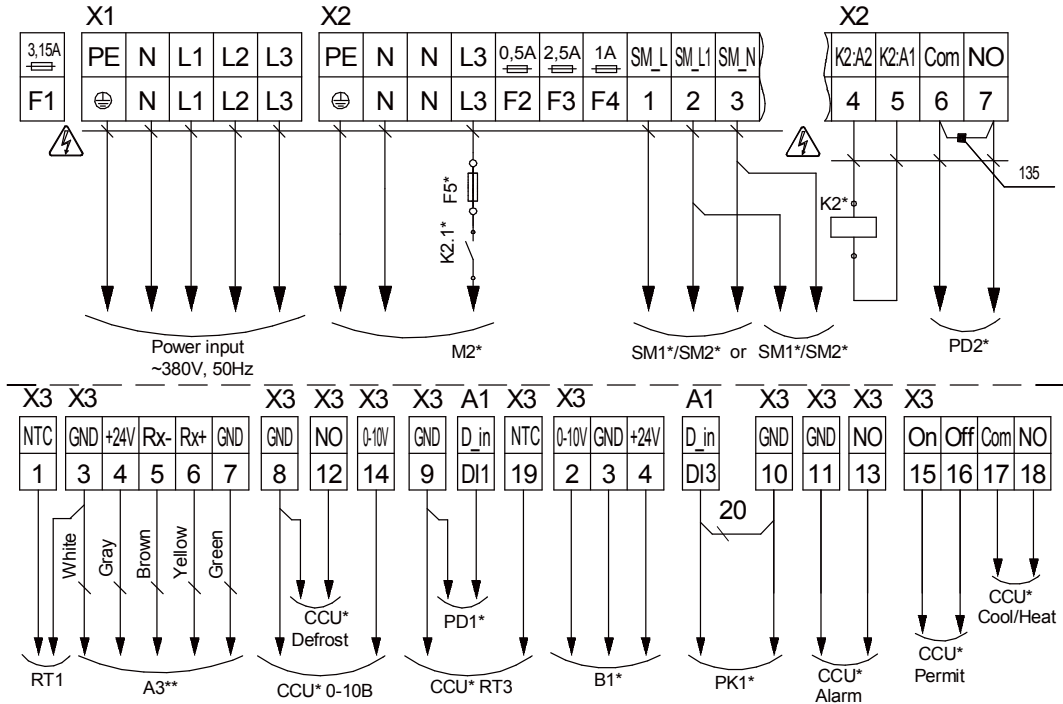 X1 X2 X2
3,15A PE N L1 L2 L3 PE N N L3 0,5A 2,5A 1A SM_L SM_L1 SM_N K2:A2 K2:A1 Com NO
F1 N L1 L2 L3 N N L3 F2 F3 F4 1 2 3 4 5 6 7
135
F5*
K2*
K2.1*
Power input
~380V, 50Hz
M2*
SM1*/SM2* or SM1*/SM2*
PD2*
X3 X3 X3 X3 X3 X3 A1 X3 X3 A1 X3 X3 X3 X3
NTC GND +24V Rx- Rx+ GND GND NO 0-10V GND D_in NTC 0-10V GND +24V D_in GND GND NO On Off Com NO
1 3 4 5 6 7 8 12 14 9 DI1 19 2 3 4 DI3 10 11 13 15 16 17 18
20
White
Gray
Brown
Yellow
Green
CCU*
Defrost
PD1*
CCU*
Cool/Heat
RT1
A3**
CCU* 0-10B
CCU* RT3
B1*
PK1*
CCU*
Alarm
CCU*
Permit